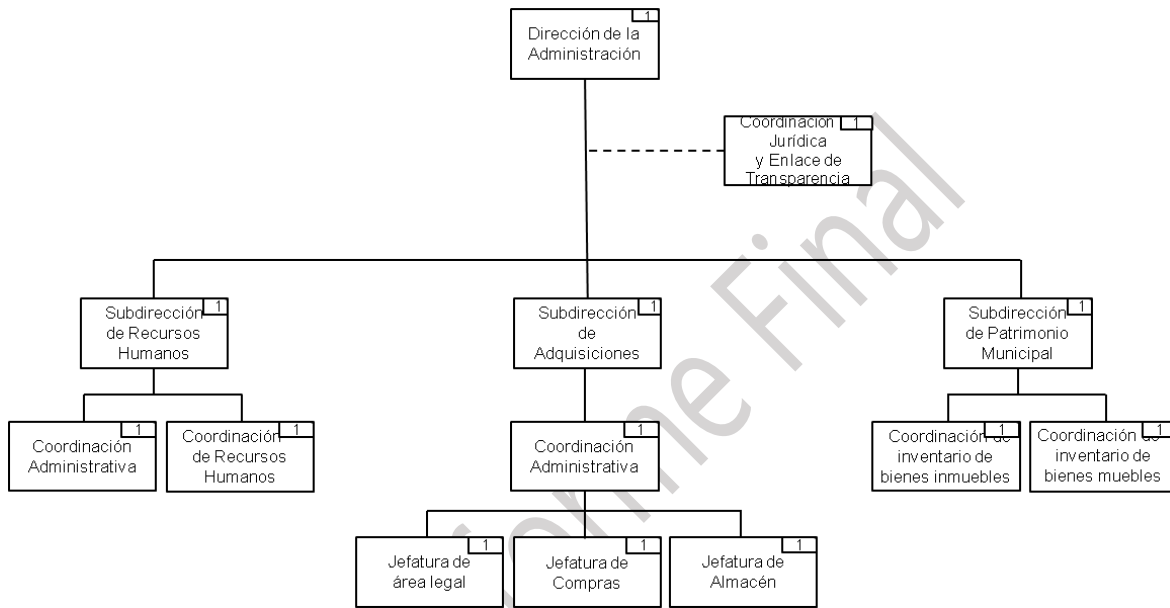 1
Dirección de la
Administración
1
Coordinación
Jurídica
y Enlace de
Transparencia
1
Subdirección
de Recursos
Humanos
1
Subdirección
de
Adquisiciones
1
Subdirección
de Patrimonio
Municipal
1
Coordinación
Administrativa
1
Coordinación
de Recursos
Humanos
1
Coordinación
Administrativa
1
Coordinación de
inventario de
bienes inmuebles
1
Coordinación de
inventario de
bienes muebles
1
Jefatura de
área legal
1
Jefatura de
Compras
1
Jefatura de
Almacén
Final